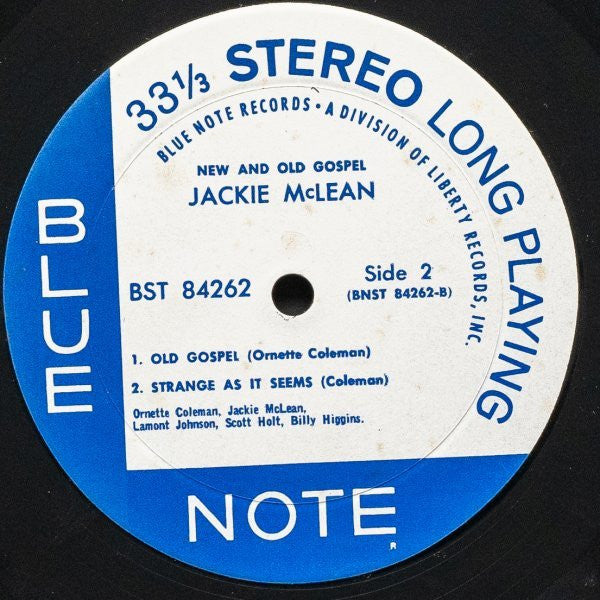 33⅓ STEREO LONG PLAYING
BLUE NOTE RECORDS • A DIVISION OF LIBERTY RECORDS, INC.
NEW AND OLD GOSPEL
JACKIE McLEAN
BST 84262
Side 2
(BNST 84262-B)
1. OLD GOSPEL (Ornette Coleman)
2. STRANGE AS IT SEEMS (Coleman)
Ornette Coleman, Jackie McLean,
Lamont Johnson, Scott Holt, Billy Higgins.
BLUE
NOTE
R